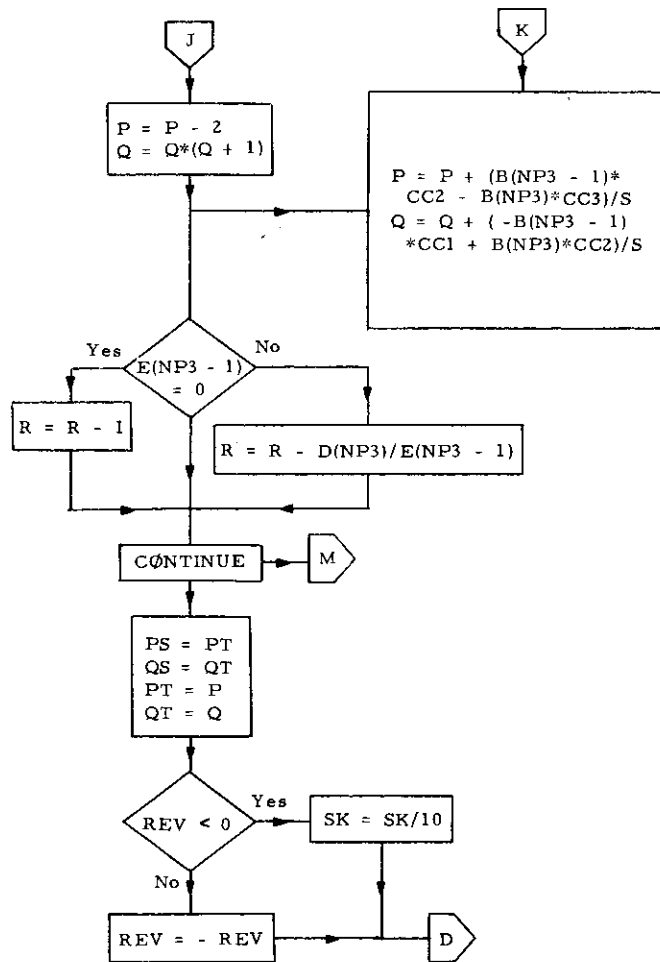 J
K
P = P - 2
Q = Q*(Q + 1)
P = P + (B(NP3 - 1)*
CC2 - B(NP3)*CC3)/S
Q = Q + ( -B(NP3 - 1)
*CC1 + B(NP3)*CC2)/S
Yes
No
E(NP3 - 1)
= 0
R = R - 1
R = R - D(NP3)/E(NP3 - 1)
CØNTINUE
M
PS = PT
QS = QT
PT = P
QT = Q
REV < 0
Yes
SK = SK/10
No
REV = - REV
D